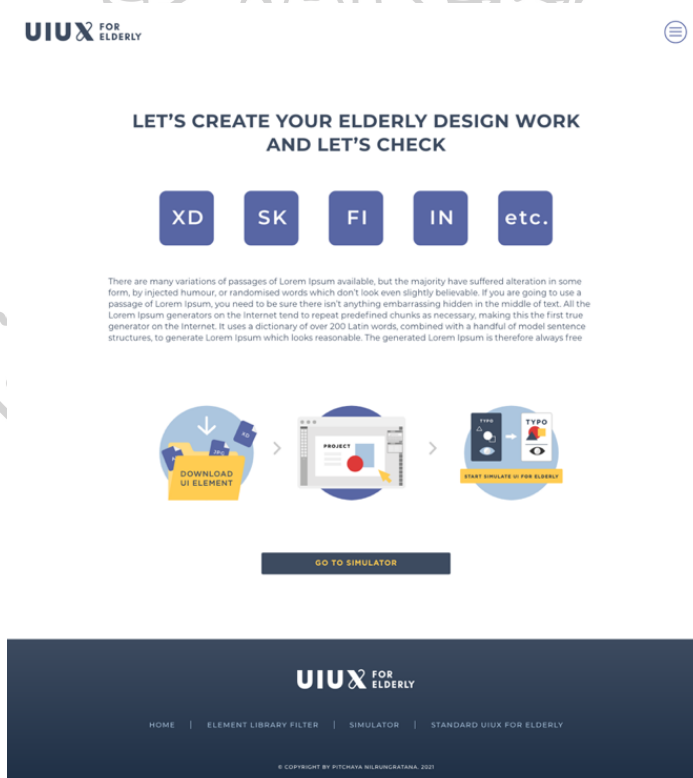 UIUX FOR
ELDERLY
LET'S CREATE YOUR ELDERLY DESIGN WORK
AND LET'S CHECK
XD SK FI IN etc.
There are many variations of passages of Lorem Ipsum available, but the majority have suffered alteration in some
form, by injected humour, or randomised words which don't look even slightly believable. If you are going to use a
passage of Lorem Ipsum, you need to be sure there isn't anything embarrassing hidden in the middle of text. All the
Lorem Ipsum generators on the Internet tend to repeat predefined chunks as necessary, making this the first true
generator on the Internet. It uses a dictionary of over 200 Latin words, combined with a handful of model sentence
structures, to generate Lorem Ipsum which looks reasonable. The generated Lorem Ipsum is therefore always free
XD
DOWNLOAD
UI ELEMENT
PROJECT
TYPO TYPO
START SIMULATE UI FOR ELDERLY
GO TO SIMULATOR
UIUX FOR
ELDERLY
HOME | ELEMENT LIBRARY FILTER | SIMULATOR | STANDARD UIUX FOR ELDERLY
© COPYRIGHT BY PITCHAYA NILRUNGRATANA, 2021